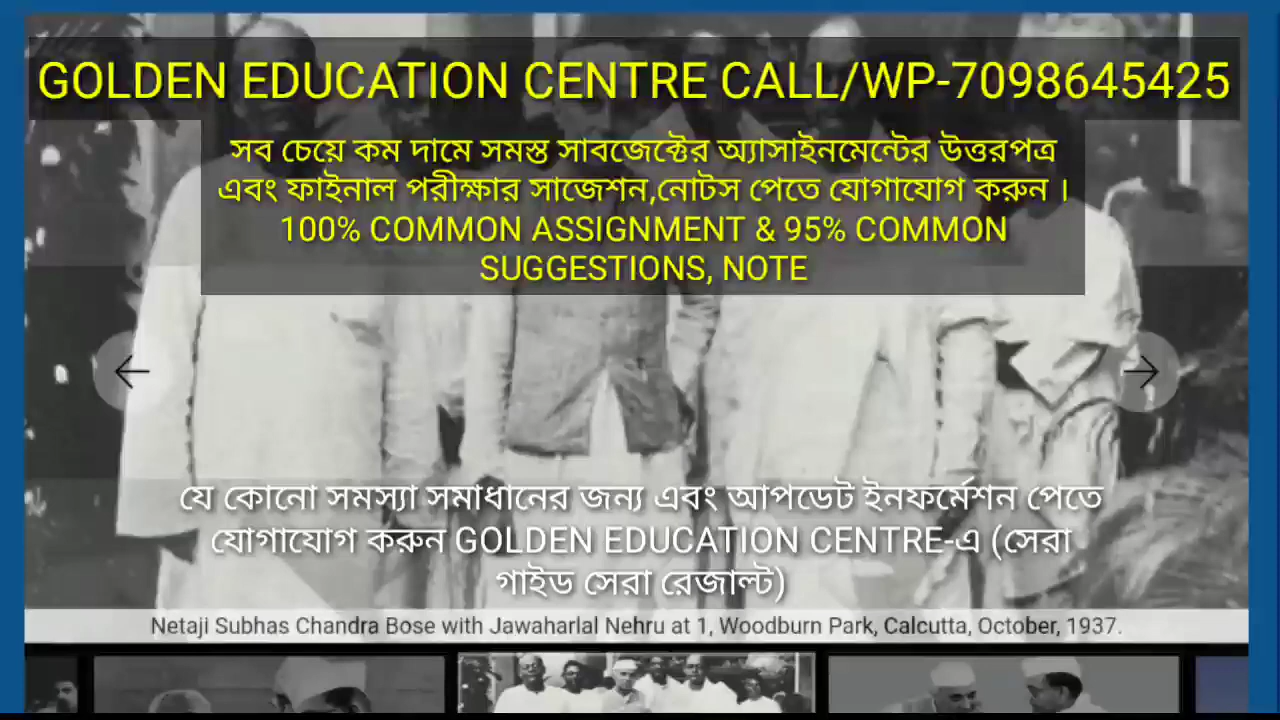 GOLDEN EDUCATION CENTRE CALL/WP-7098645425
সব চেয়ে কম দামে সমস্ত সাবজেক্টের অ্যাসাইনমেন্টের উত্তরপত্র
এবং ফাইনাল পরীক্ষার সাজেশন,নোটস পেতে যোগাযোগ করুন ।
100% COMMON ASSIGNMENT & 95% COMMON
SUGGESTIONS, NOTE
যে কোনো সমস্যা সমাধানের জন্য এবং আপডেট ইনফর্মেশন পেতে
যোগাযোগ করুন GOLDEN EDUCATION CENTRE-এ (সেরা
গাইড সেরা রেজাল্ট)
Netaji Subhas Chandra Bose with Jawaharlal Nehru at 1, Woodburn Park, Calcutta, October, 1937.